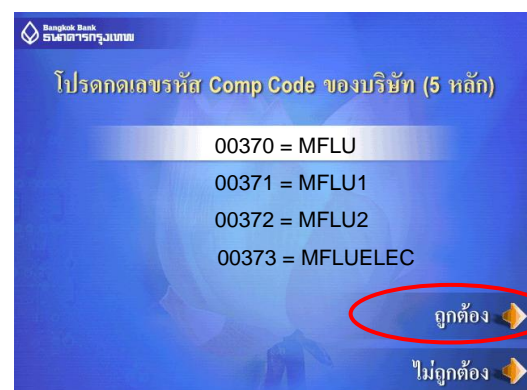 Bangkok Bank
ธนาคารกรุงเทพ
โปรดกดเลขรหัส Comp Code ของบริษัท (5 หลัก)
00370 = MFLU
00371 = MFLU1
00372 = MFLU2
00373 = MFLUELEC
ถูกต้อง
ไม่ถูกต้อง